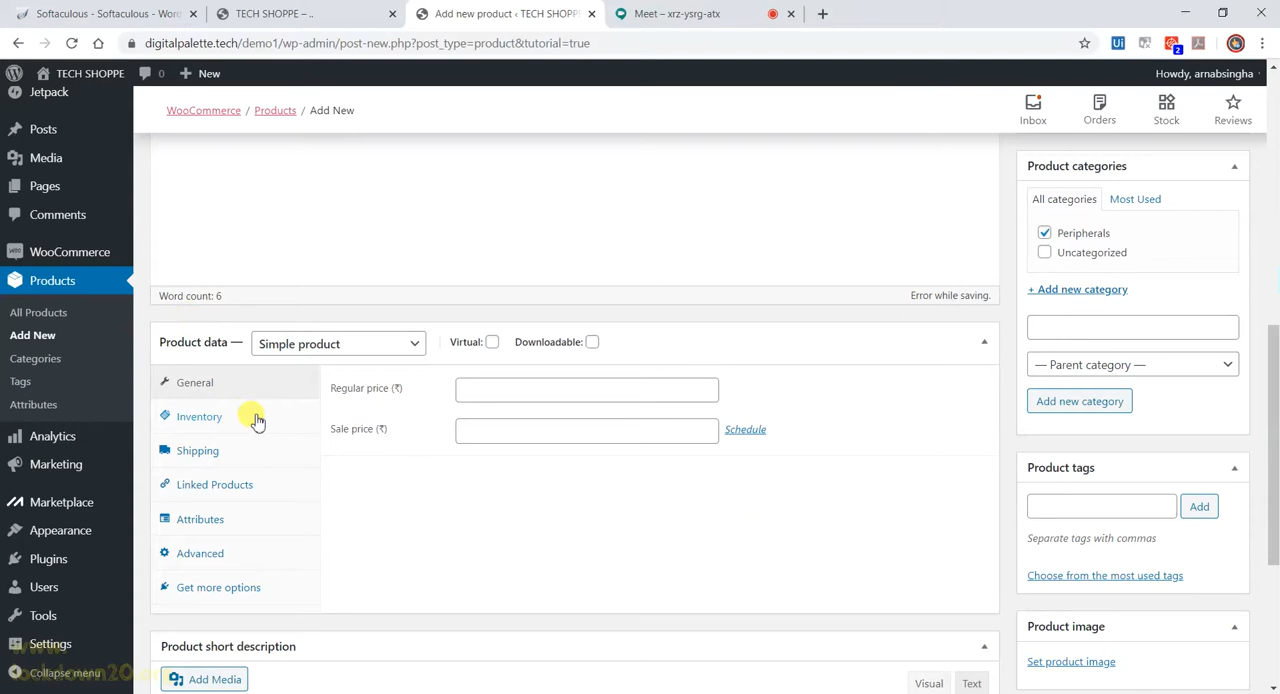 Softaculous - Softaculous - Wor
TECH SHOPPE – ..
Add new product ‹ TECH SHOPPE
Meet – xrz-ysrg-atx
digitalpalette.tech/demo1/wp-admin/post-new.php?post_type=product&tutorial=true
TECH SHOPPE
0
New
Howdy, arnabsingha
Jetpack
Posts
Media
Pages
Comments
WooCommerce
Products
All Products
Add New
Categories
Tags
Attributes
Analytics
Marketing
Marketplace
Appearance
Plugins
Users
Tools
Settings
Collapse menu
WooCommerce / Products / Add New
Inbox
Orders
Stock
Reviews
Word count: 6
Error while saving.
Product data —
Simple product
Virtual:
Downloadable:
General
Inventory
Shipping
Linked Products
Attributes
Advanced
Get more options
Regular price (₹)
Sale price (₹)
Schedule
Product short description
Add Media
Visual
Text
Product categories
All categories
Most Used
Peripherals
Uncategorized
+ Add new category
— Parent category —
Add new category
Product tags
Add
Separate tags with commas
Choose from the most used tags
Product image
Set product image